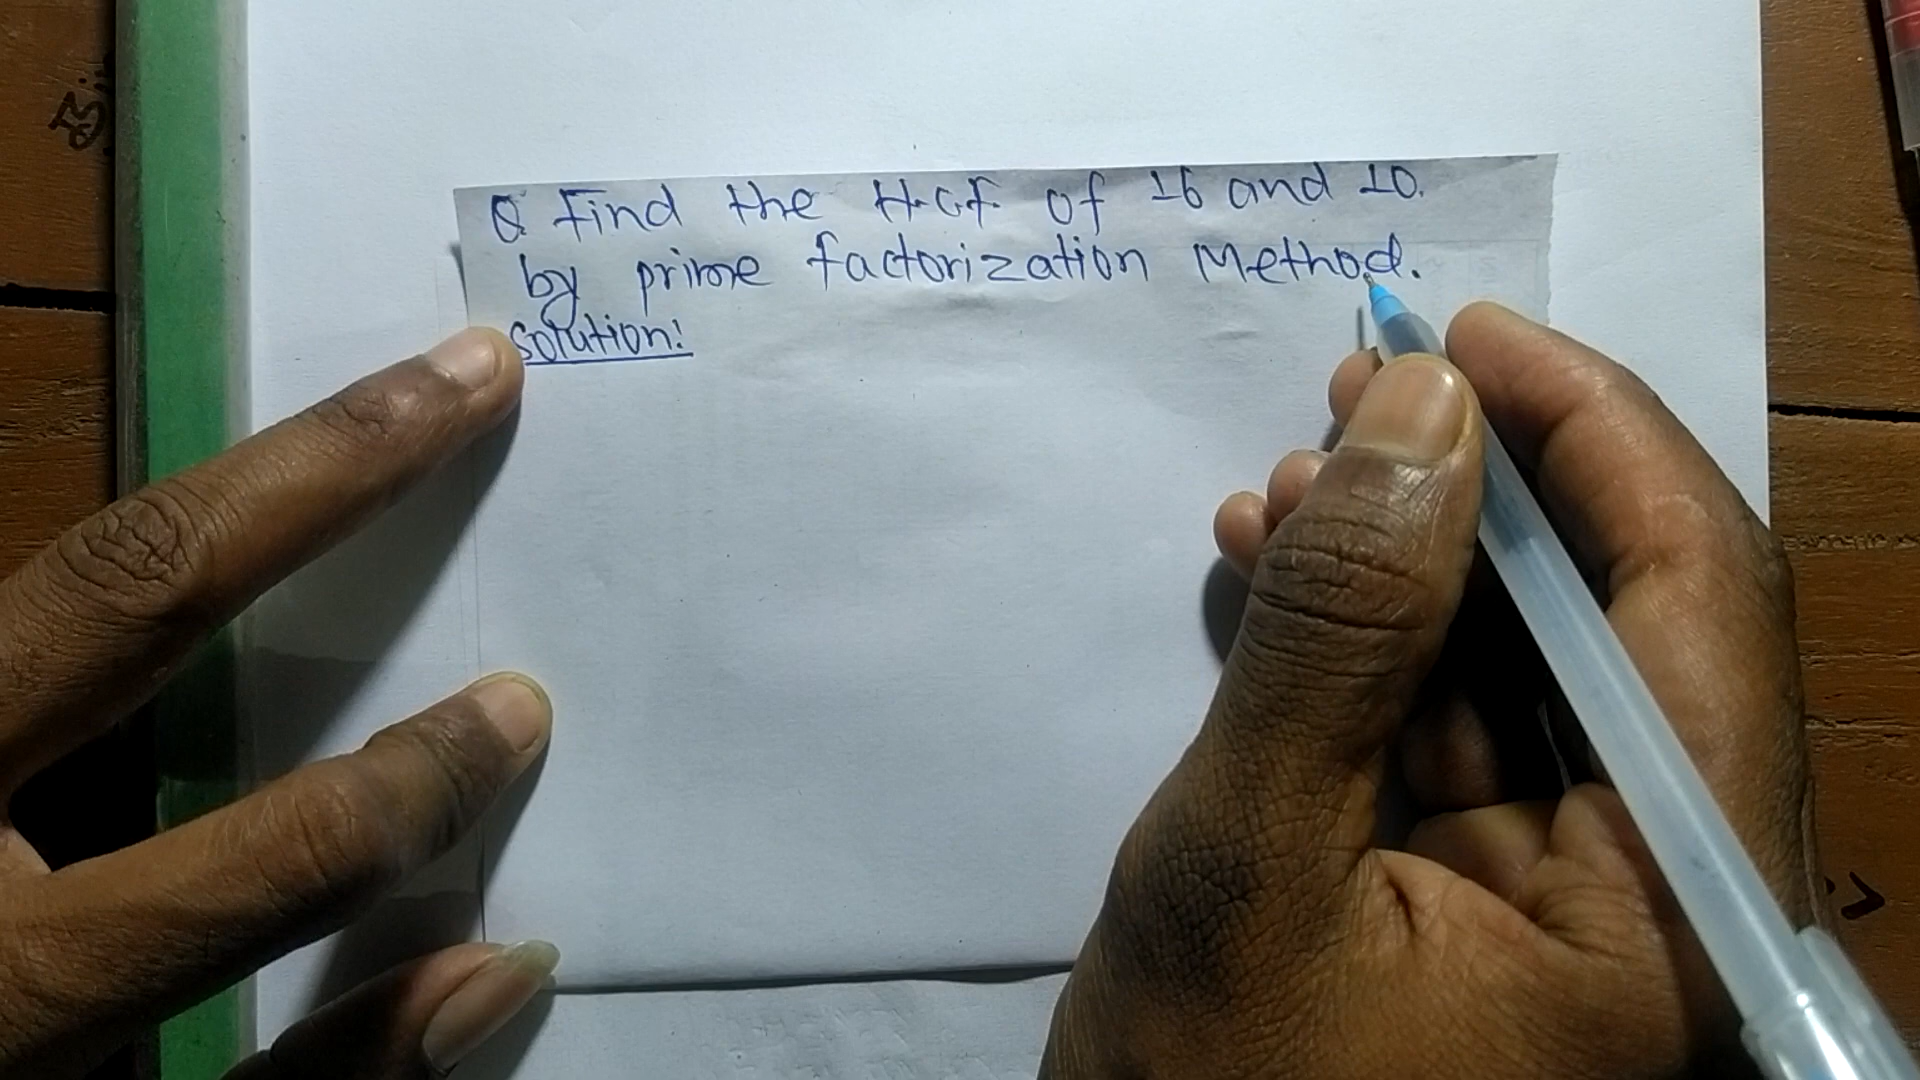 Q Find the H.C.F. of 16 and 10.
by prime factorization Method.
Solution: